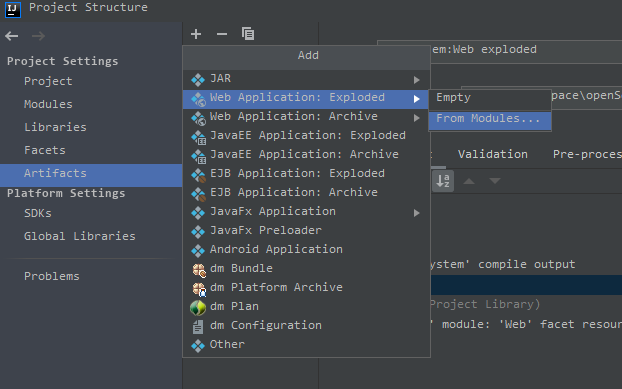 IJ Project Structure
Project Settings
Project
Modules
Libraries
Facets
Artifacts
Platform Settings
SDKs
Global Libraries
Problems
Add
JAR
Web Application: Exploded
Web Application: Archive
JavaEE Application: Exploded
JavaEE Application: Archive
EJB Application: Exploded
EJB Application: Archive
JavaFx Application
JavaFx Preloader
Android Application
dm Bundle
dm Platform Archive
dm Plan
dm Configuration
Other
Empty
From Modules...
em:Web exploded
pace\openS
Validation Pre-proces
a z
ystem' compile output
Project Library)
' module: 'Web' facet resou